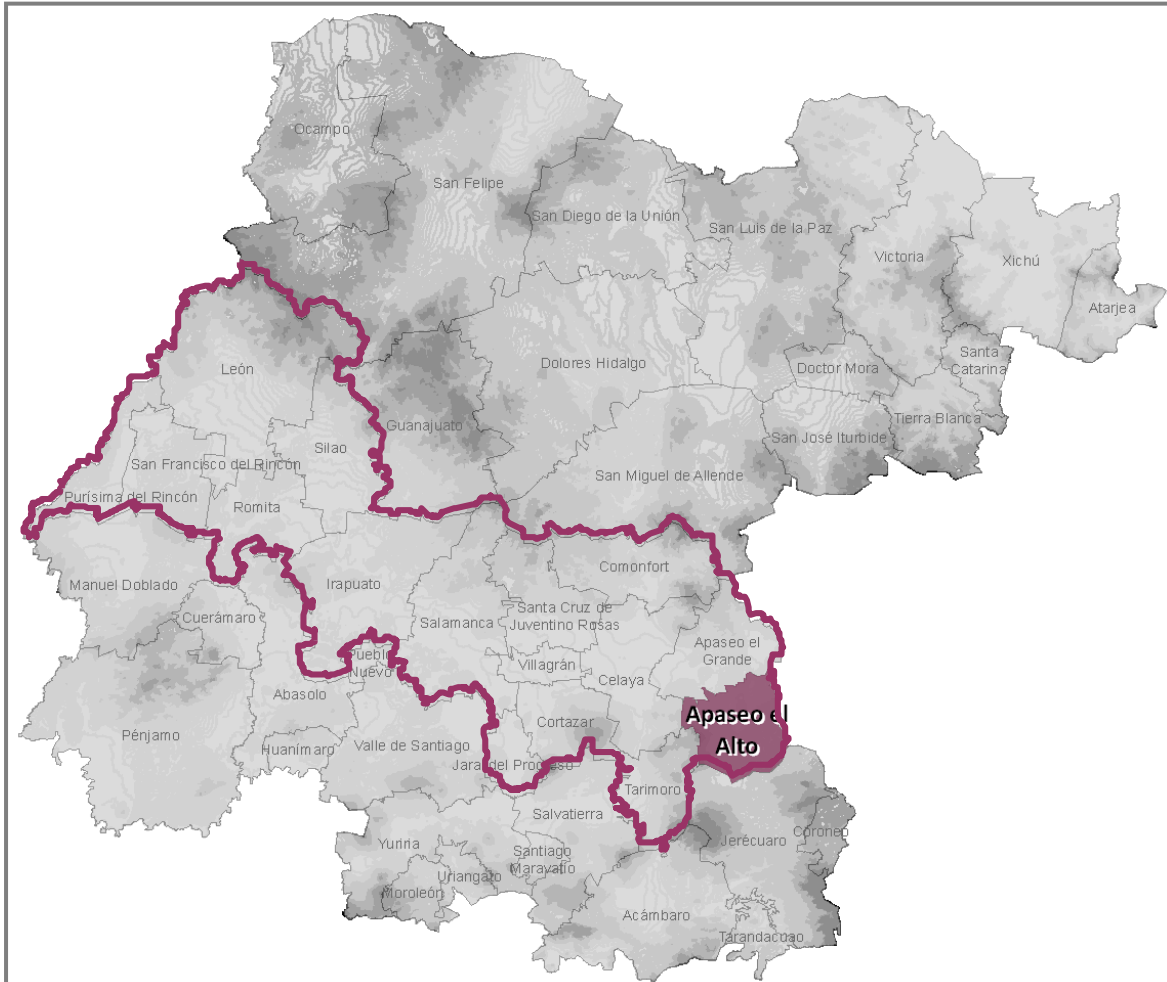 Ocampo
San Felipe
San Diego de la Unión
San Luis de la Paz
Victoria
Xichú
Atarjea
León
Dolores Hidalgo
Doctor Mora
Santa
Catarina
Guanajuato
Silao
San José Iturbide
Tierra Blanca
San Francisco del Rincón
San Miguel de Allende
Purísima del Rincón
Romita
Manuel Doblado
Irapuato
Comonfort
Cuerámaro
Salamanca
Santa Cruz de
Juventino Rosas
Apaseo el
Grande
Pueblo
Nuevo
Villagrán
Celaya
Abasolo
Apaseo el
Alto
Pénjamo
Huanímaro
Valle de Santiago
Cortazar
Jaral del Progreso
Tarimoro
Salvatierra
Jerécuaro
Coroneo
Yuriria
Uriangato
Santiago
Maravatío
Moroleón
Acámbaro
Tarandacuao